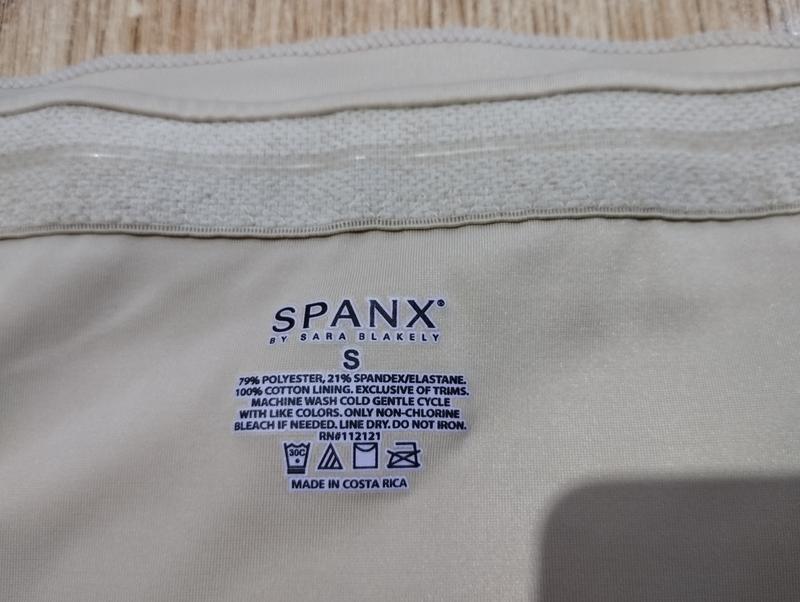 SPANX®
BY SARA BLAKELY
S
79% POLYESTER, 21% SPANDEX/ELASTANE.
100% COTTON LINING. EXCLUSIVE OF TRIMS.
MACHINE WASH COLD GENTLE CYCLE
WITH LIKE COLORS. ONLY NON-CHLORINE
BLEACH IF NEEDED. LINE DRY. DO NOT IRON.
RN#112121
30C
MADE IN COSTA RICA